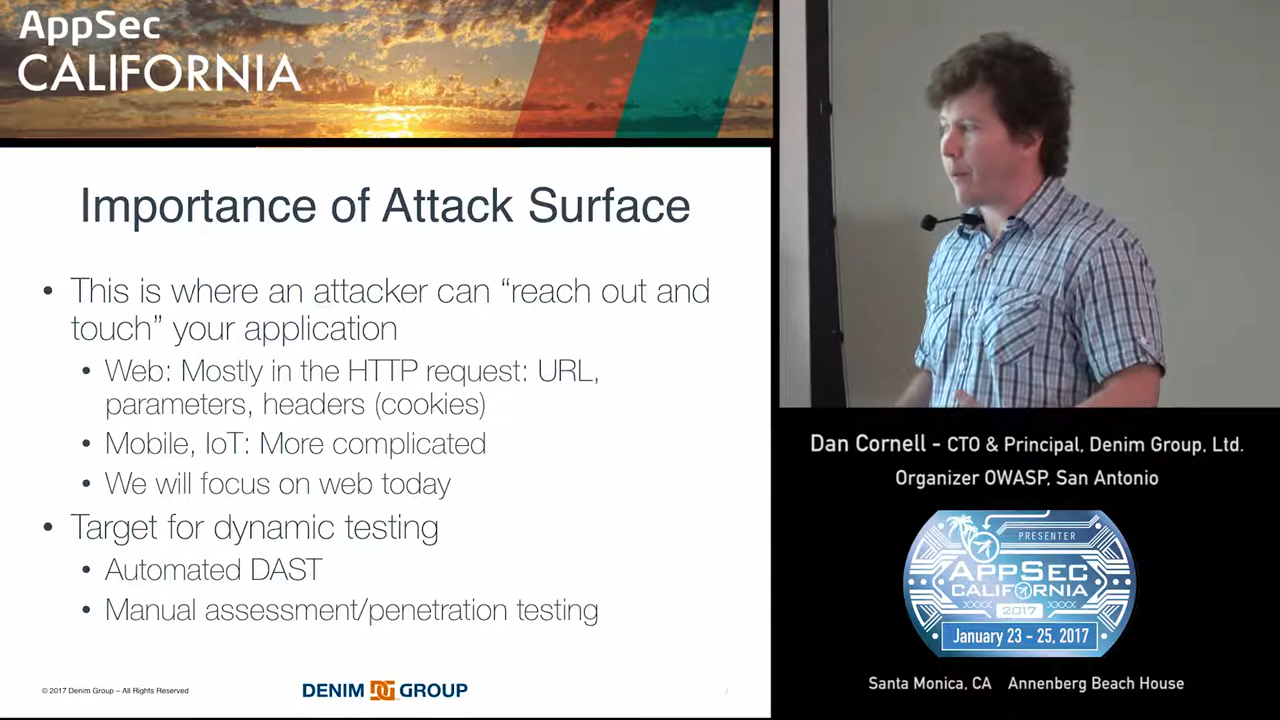 AppSec
CALIFORNIA
Importance of Attack Surface
• This is where an attacker can “reach out and
touch” your application
• Web: Mostly in the HTTP request: URL,
parameters, headers (cookies)
• Mobile, IoT: More complicated
• We will focus on web today
• Target for dynamic testing
• Automated DAST
• Manual assessment/penetration testing
© 2017 Denim Group – All Rights Reserved
DENIM DG GROUP
Dan Cornell - CTO & Principal, Denim Group, Ltd.
Organizer OWASP, San Antonio
PRESENTER
APPSEC
CALIFORNIA
2017
January 23 - 25, 2017
Santa Monica, CA Annenberg Beach House